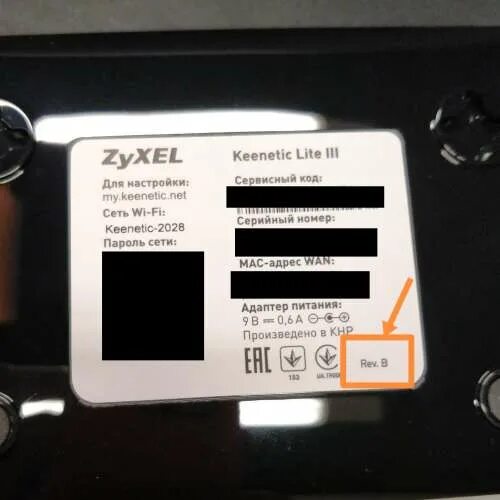 ZyXEL
Keenetic Lite III
Для настройки:
my.keenetic.net
Сеть Wi-Fi:
Keenetic-2028
Пароль сети:
Сервисный код:
Серийный номер:
MAC-адрес WAN:
Адаптер питания:
9 В 0,6 А
Произведено в КНР
EAC
Rev. B